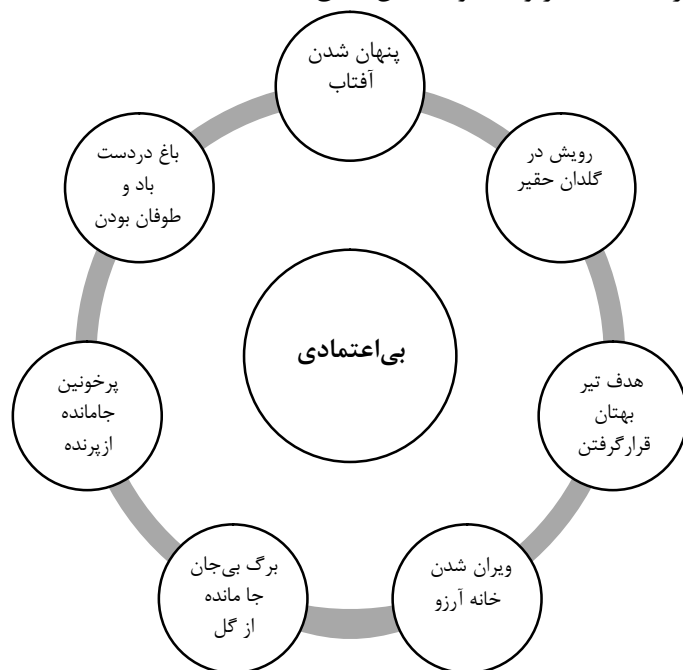 پنهان شدن
آفتاب
رویش در
گلدان حقیر
هدف تیر
بهتان
قرارگرفتن
ویران شدن
خانه آرزو
برگ بی‌جان
جا مانده
از گل
پرخونین
جامانده
ازپرنده
باغ دردست
باد و
طوفان بودن
بی‌اعتمادی